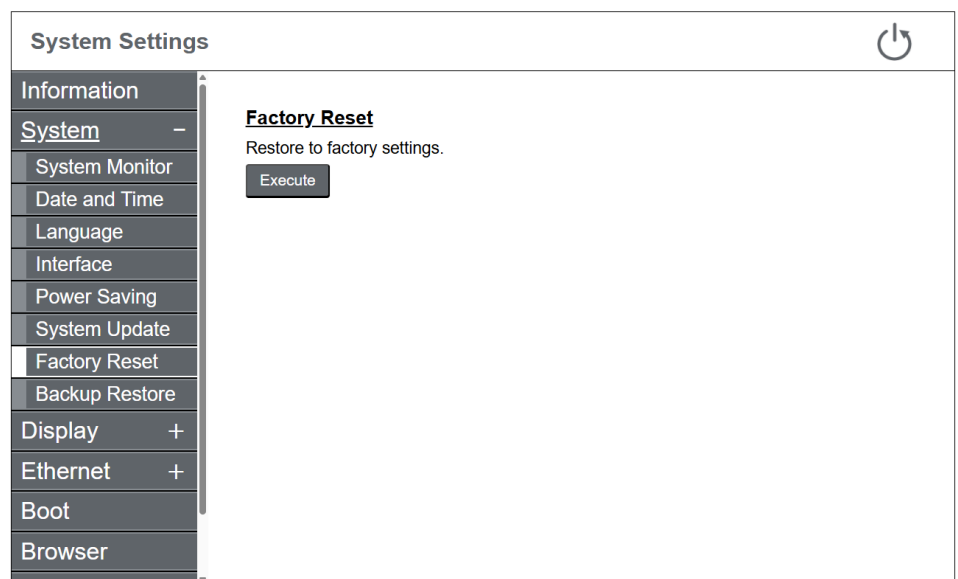 System Settings
Information
System −
System Monitor
Date and Time
Language
Interface
Power Saving
System Update
Factory Reset
Backup Restore
Display +
Ethernet +
Boot
Browser
Factory Reset
Restore to factory settings.
Execute